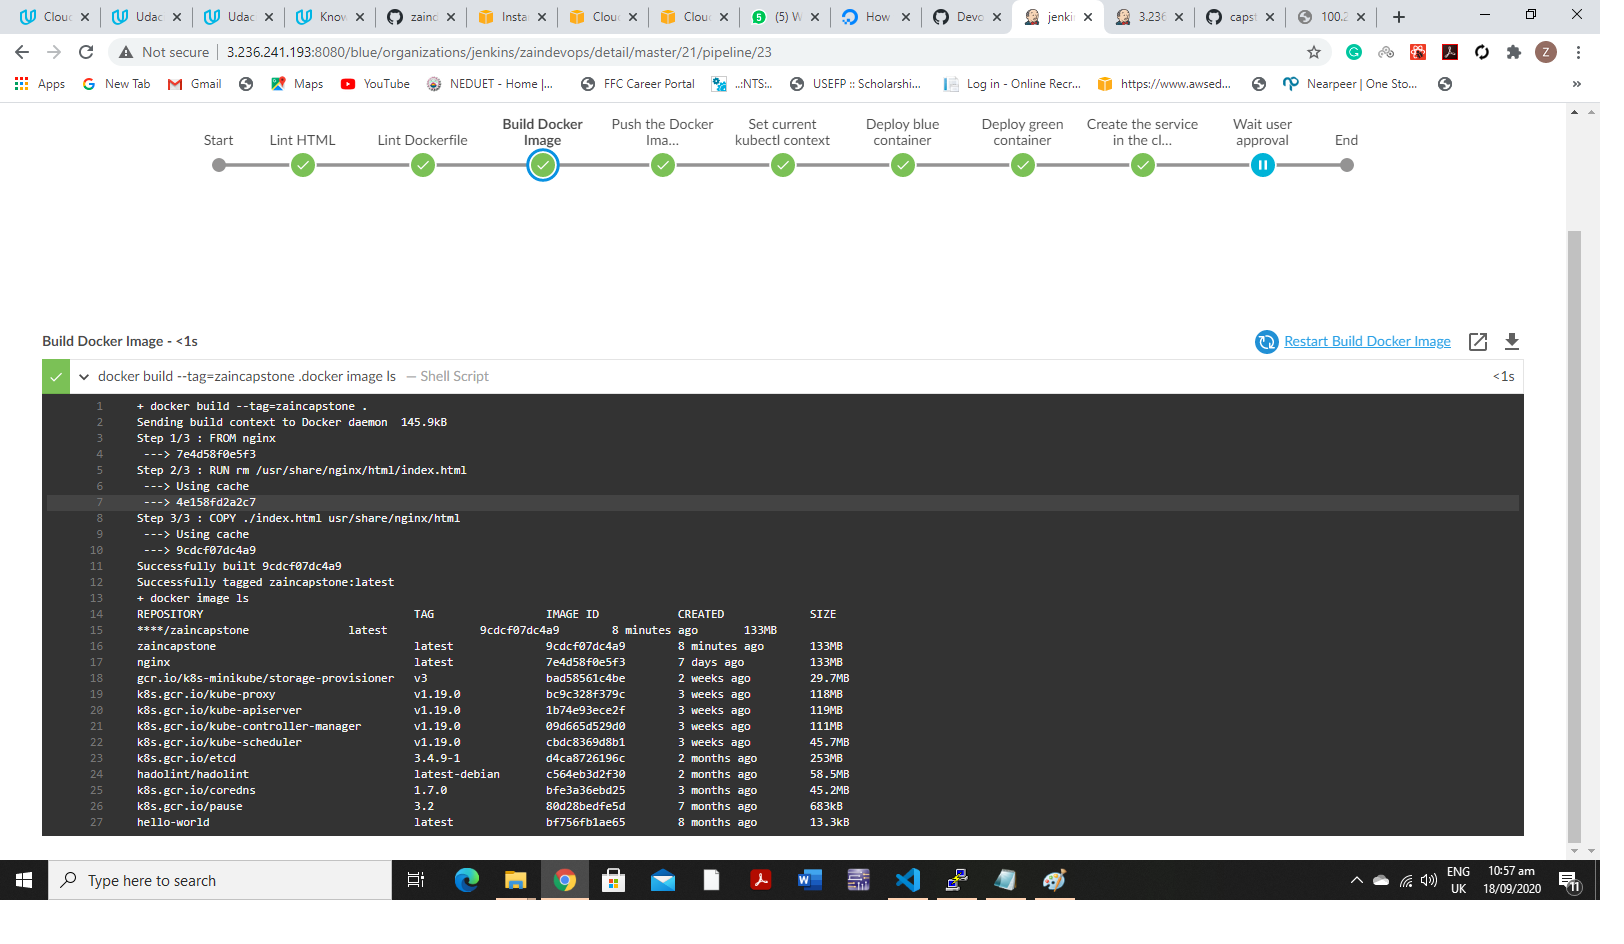 Cloud
Udac
Udac
Know
zaind
Insta
Cloud
Cloud
(5) W
How
Devo
jenkin
3.236
capst
100.2
Not secure
3.236.241.193:8080/blue/organizations/jenkins/zaindevops/detail/master/21/pipeline/23
Z
Apps
New Tab
Gmail
Maps
YouTube
NEDUET - Home |...
FFC Career Portal
..:NTS:..
USEFP :: Scholarshi...
Log in - Online Recr...
https://www.awsed...
Nearpeer | One Sto...
»
Start
Lint HTML
Lint Dockerfile
Build Docker
Image
Push the Docker
Ima...
Set current
kubectl context
Deploy blue
container
Deploy green
container
Create the service
in the cl...
Wait user
approval
End
Build Docker Image - <1s
Restart Build Docker Image
docker build --tag=zaincapstone .docker image ls — Shell Script
<1s
1 + docker build --tag=zaincapstone .
2 Sending build context to Docker daemon  145.9kB
3 Step 1/3 : FROM nginx
4  ---> 7e4d58f0e5f3
5 Step 2/3 : RUN rm /usr/share/nginx/html/index.html
6  ---> Using cache
7  ---> 4e158fd2a2c7
8 Step 3/3 : COPY ./index.html usr/share/nginx/html
9  ---> Using cache
10  ---> 9cdcf07dc4a9
11 Successfully built 9cdcf07dc4a9
12 Successfully tagged zaincapstone:latest
13 + docker image ls
14 REPOSITORY TAG IMAGE ID CREATED SIZE
15 ****/zaincapstone latest 9cdcf07dc4a9 8 minutes ago 133MB
16 zaincapstone latest 9cdcf07dc4a9 8 minutes ago 133MB
17 nginx latest 7e4d58f0e5f3 7 days ago 133MB
18 gcr.io/k8s-minikube/storage-provisioner v3 bad58561c4be 2 weeks ago 29.7MB
19 k8s.gcr.io/kube-proxy v1.19.0 bc9c328f379c 3 weeks ago 118MB
20 k8s.gcr.io/kube-apiserver v1.19.0 1b74e93ece2f 3 weeks ago 119MB
21 k8s.gcr.io/kube-controller-manager v1.19.0 09d665d529d0 3 weeks ago 111MB
22 k8s.gcr.io/kube-scheduler v1.19.0 cbdc8369d8b1 3 weeks ago 45.7MB
23 k8s.gcr.io/etcd 3.4.9-1 d4ca8726196c 2 months ago 253MB
24 hadolint/hadolint latest-debian c564eb3d2f30 2 months ago 58.5MB
25 k8s.gcr.io/coredns 1.7.0 bfe3a36ebd25 3 months ago 45.2MB
26 k8s.gcr.io/pause 3.2 80d28bedfe5d 7 months ago 683kB
27 hello-world latest bf756fb1ae65 8 months ago 13.3kB
Type here to search
ENG
UK
10:57 am
18/09/2020
11